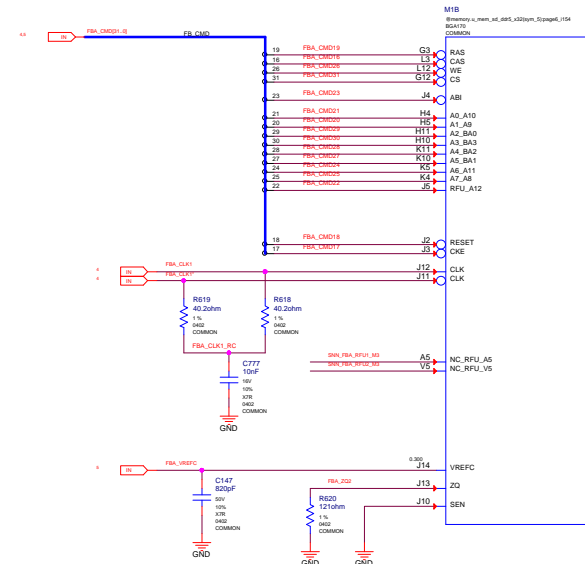 M1B
@memory.u_mem_sd_ddr5_x32(sym_5):page6_i154
BGA170
COMMON
FBA_CMD[31..0]
IN
FB_CMD
19 FBA_CMD19 G3 RAS
16 FBA_CMD16 L3 CAS
26 FBA_CMD26 L12 WE
31 FBA_CMD31 G12 CS
23 FBA_CMD23 J4 ABI
21 FBA_CMD21 H4 A0_A10
20 FBA_CMD20 H5 A1_A9
29 FBA_CMD29 H11 A2_BA0
30 FBA_CMD30 H10 A3_BA3
28 FBA_CMD28 K11 A4_BA2
27 FBA_CMD27 K10 A5_BA1
24 FBA_CMD24 K5 A6_A11
25 FBA_CMD25 K4 A7_A8
22 FBA_CMD22 J5 RFU_A12
18 FBA_CMD18 J2 RESET
17 FBA_CMD17 J3 CKE
IN FBA_CLK1 J12 CLK
IN FBA_CLK1* J11 CLK
R619
40.2ohm
1 %
0402
COMMON
R618
40.2ohm
1 %
0402
COMMON
FBA_CLK1_RC
C777
10nF
16V
10%
X7R
0402
COMMON
GND
SNN_FBA_RFU1_M3 A5 NC_RFU_A5
SNN_FBA_RFU2_M3 V5 NC_RFU_V5
IN FBA_VREFC 0.300 J14 VREFC
FBA_ZQ2 J13 ZQ
J10 SEN
C147
820pF
50V
10%
X7R
0402
COMMON
GND
R620
121ohm
1 %
0402
COMMON
GND
GND